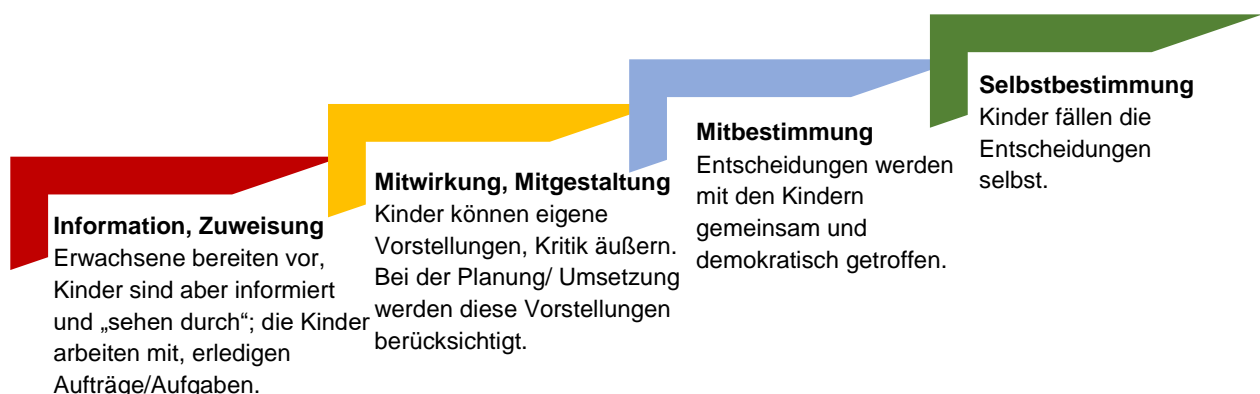 Information, Zuweisung
Erwachsene bereiten vor,
Kinder sind aber informiert
und „sehen durch“; die Kinder
arbeiten mit, erledigen
Aufträge/Aufgaben.
Mitwirkung, Mitgestaltung
Kinder können eigene
Vorstellungen, Kritik äußern.
Bei der Planung/ Umsetzung
werden diese Vorstellungen
berücksichtigt.
Mitbestimmung
Entscheidungen werden
mit den Kindern
gemeinsam und
demokratisch getroffen.
Selbstbestimmung
Kinder fällen die
Entscheidungen
selbst.